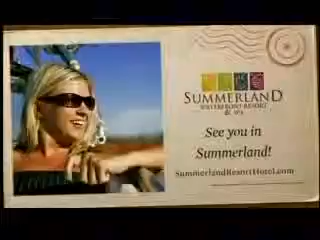 SUMMERLAND
WATERFRONT RESORT
& SPA
See you in
Summerland!
SummerlandResortHotel.com